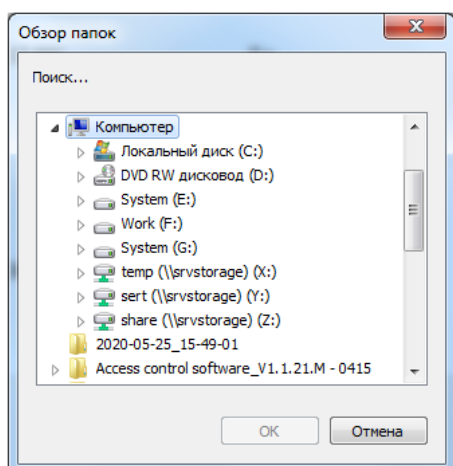 Обзор папок
Поиск...
Компьютер
Локальный диск (C:)
DVD RW дисковод (D:)
System (E:)
Work (F:)
System (G:)
temp (\\srvstorage) (X:)
sert (\\srvstorage) (Y:)
share (\\srvstorage) (Z:)
2020-05-25_15-49-01
Access control software_V1.1.21.M - 0415
OK Отмена